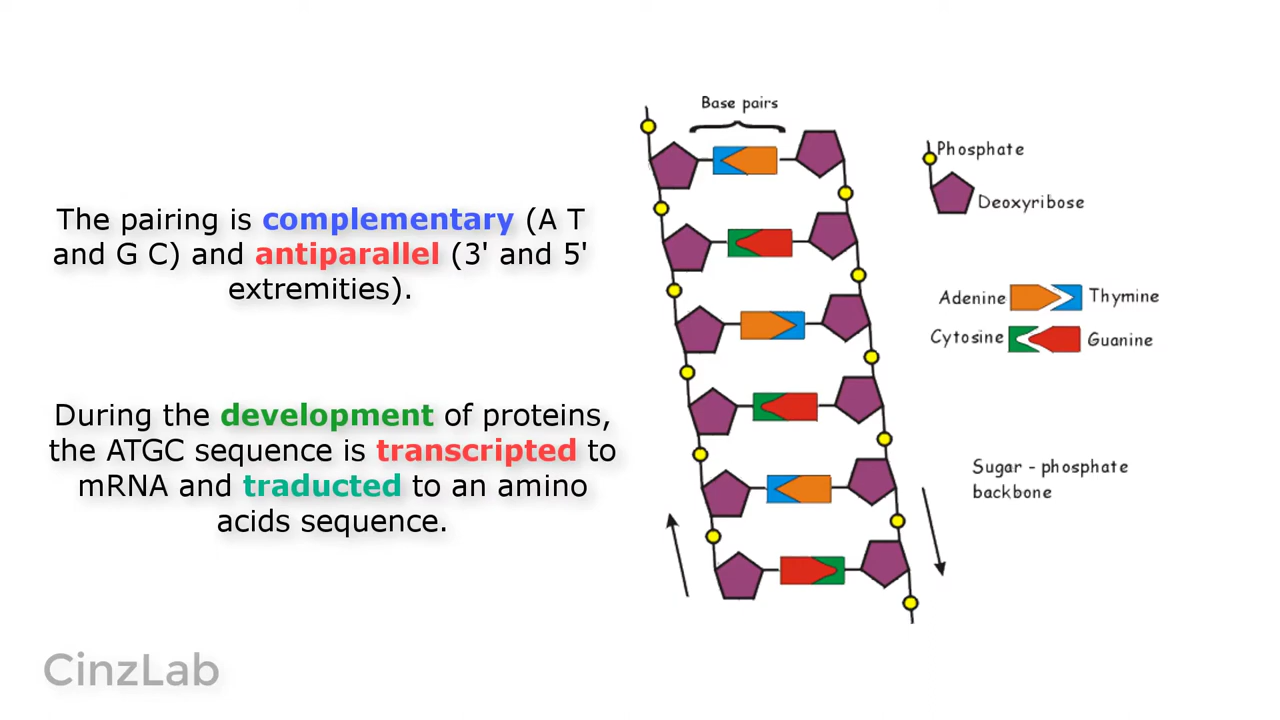 The pairing is complementary (A T
and G C) and antiparallel (3' and 5'
extremities).
During the development of proteins,
the ATGC sequence is transcripted to
mRNA and traducted to an amino
acids sequence.
CinzLab
Base pairs
Phosphate
Deoxyribose
Adenine
Thymine
Cytosine
Guanine
Sugar - phosphate
backbone